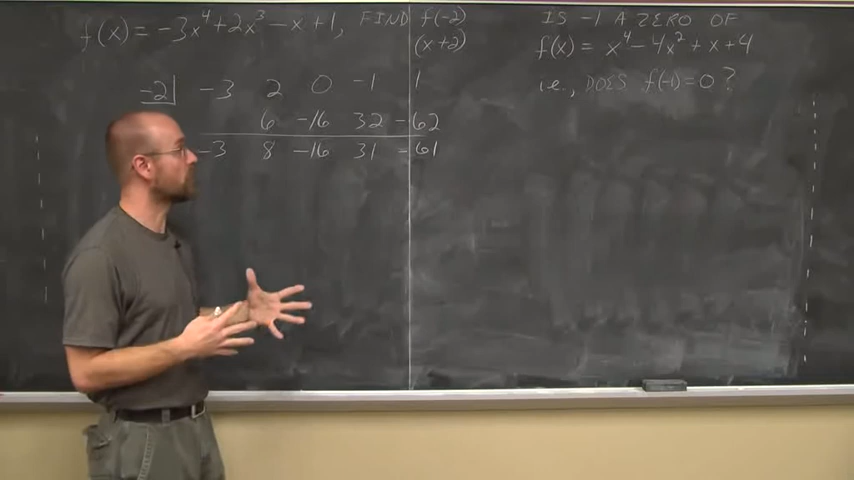 f(x) = -3x⁴ + 2x³ - x + 1, FIND f(-2)
(x+2)
-2| -3 2 0 -1 1
6 -16 32 -62
-3 8 -16 31 -61
IS -1 A ZERO OF
f(x) = x⁴ - 4x² + x + 4
i.e., DOES f(-1) = 0 ?